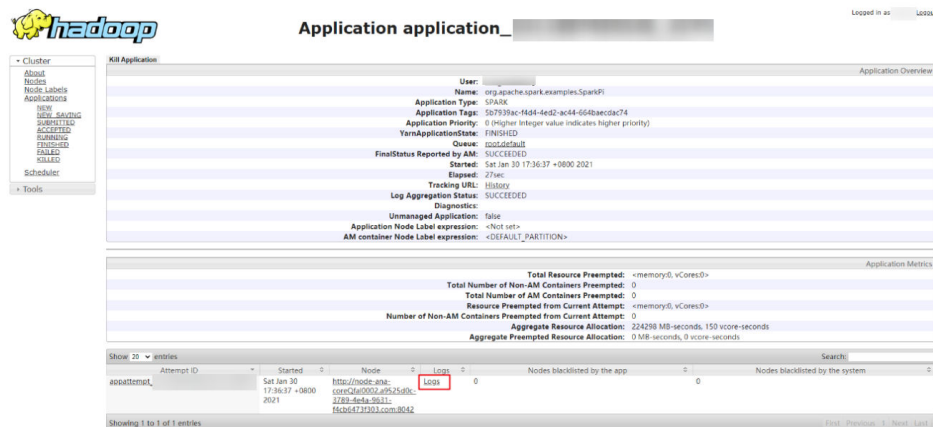 Logged in as
hadoop
Application application_
Cluster
About
Nodes
Node Labels
Applications
NEW
NEW_SAVING
SUBMITTED
ACCEPTED
RUNNING
FINISHED
FAILED
KILLED
Scheduler
Tools
Kill Application
Application Overview
User:
Name: org.apache.spark.examples.SparkPi
Application Type: SPARK
Application Tags: 5b7939ac-f4d4-4ed2-ac44-664baecdac74
Application Priority: 0 (Higher Integer value indicates higher priority)
YarnApplicationState: FINISHED
Queue: root.default
FinalStatus Reported by AM: SUCCEEDED
Started: Sat Jan 30 17:36:37 +0800 2021
Elapsed: 27sec
Tracking URL: History
Log Aggregation Status: SUCCEEDED
Diagnostics:
Unmanaged Application: false
Application Node Label expression: <Not set>
AM container Node Label expression: <DEFAULT_PARTITION>
Application Metrics
Total Resource Preempted: <memory:0, vCores:0>
Total Number of Non-AM Containers Preempted: 0
Total Number of AM Containers Preempted: 0
Resource Preempted from Current Attempt: <memory:0, vCores:0>
Number of Non-AM Containers Preempted from Current Attempt: 0
Aggregate Resource Allocation: 224298 MB-seconds, 150 vcore-seconds
Aggregate Preempted Resource Allocation: 0 MB-seconds, 0 vcore-seconds
Show 20 entries
Search:
Attempt ID Started Node Logs Nodes blacklisted by the app Nodes blacklisted by the system
appattempt_ Sat Jan 30 http://node-ana- Logs 0 0
17:36:37 +0800 coreQfal0002.a9525d0c-
2021 3789-4e4a-9631-
f4cb6473f303.com:8042
Showing 1 to 1 of 1 entries
First Previous 1 Next Last